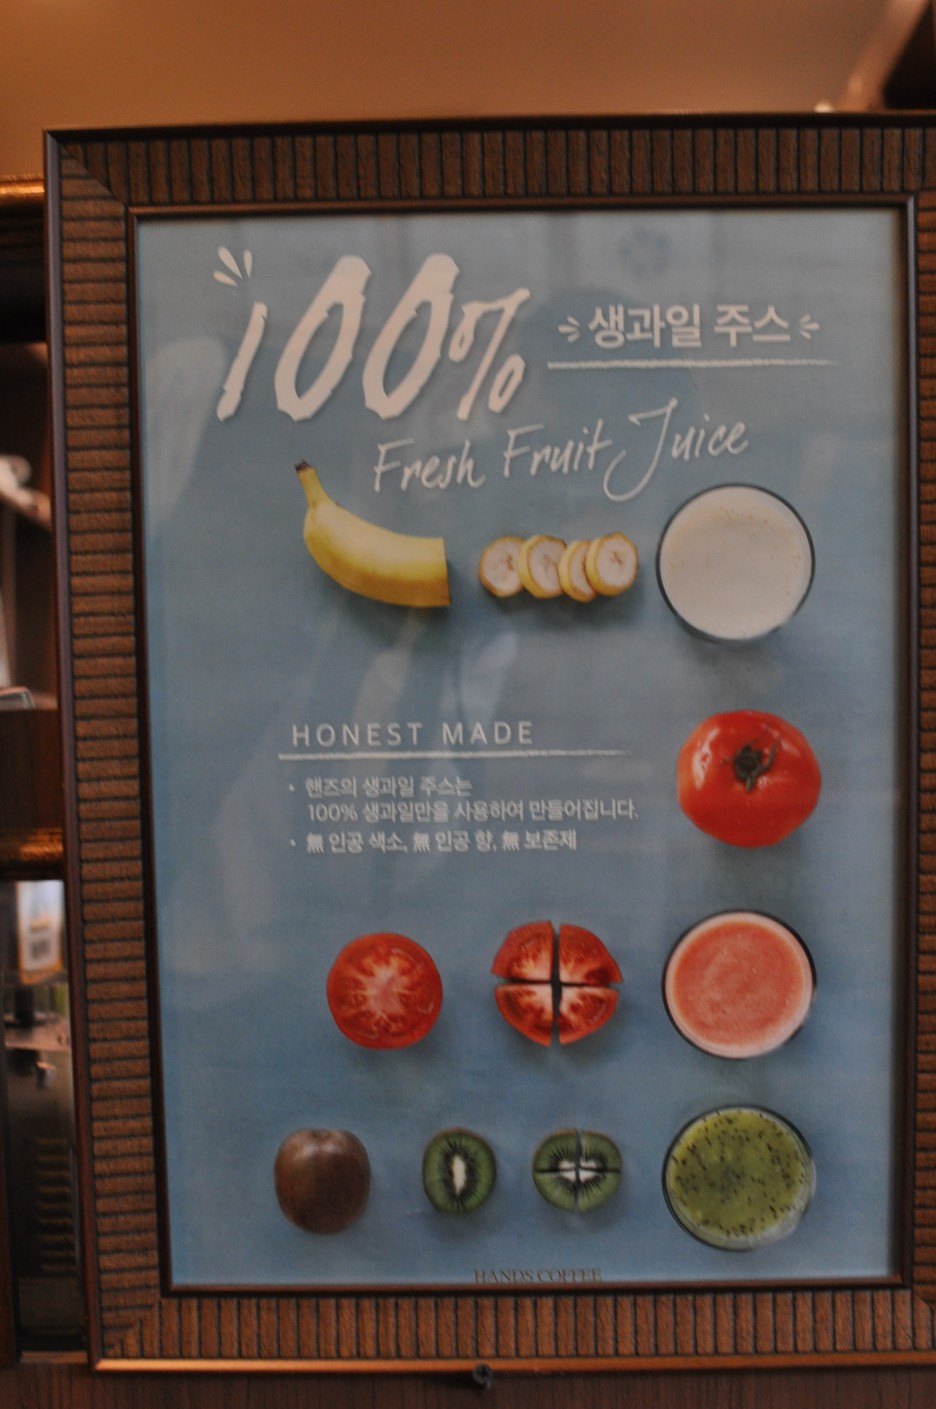 100%
생과일 주스
Fresh Fruit Juice
HONEST MADE
• 핸즈의 생과일 주스는
100% 생과일만을 사용하여 만들어집니다.
• 無 인공 색소, 無 인공 향, 無 보존제
HANDS COFFEE